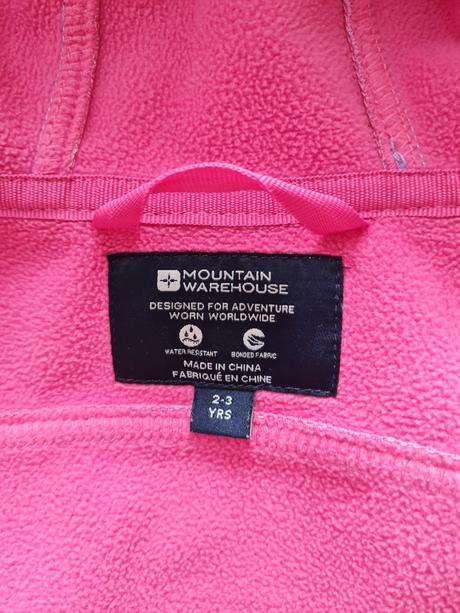 MOUNTAIN
WAREHOUSE
DESIGNED FOR ADVENTURE
WORN WORLDWIDE
WATER RESISTANT BONDED FABRIC
MADE IN CHINA
FABRIQUÉ EN CHINE
2-3
YRS